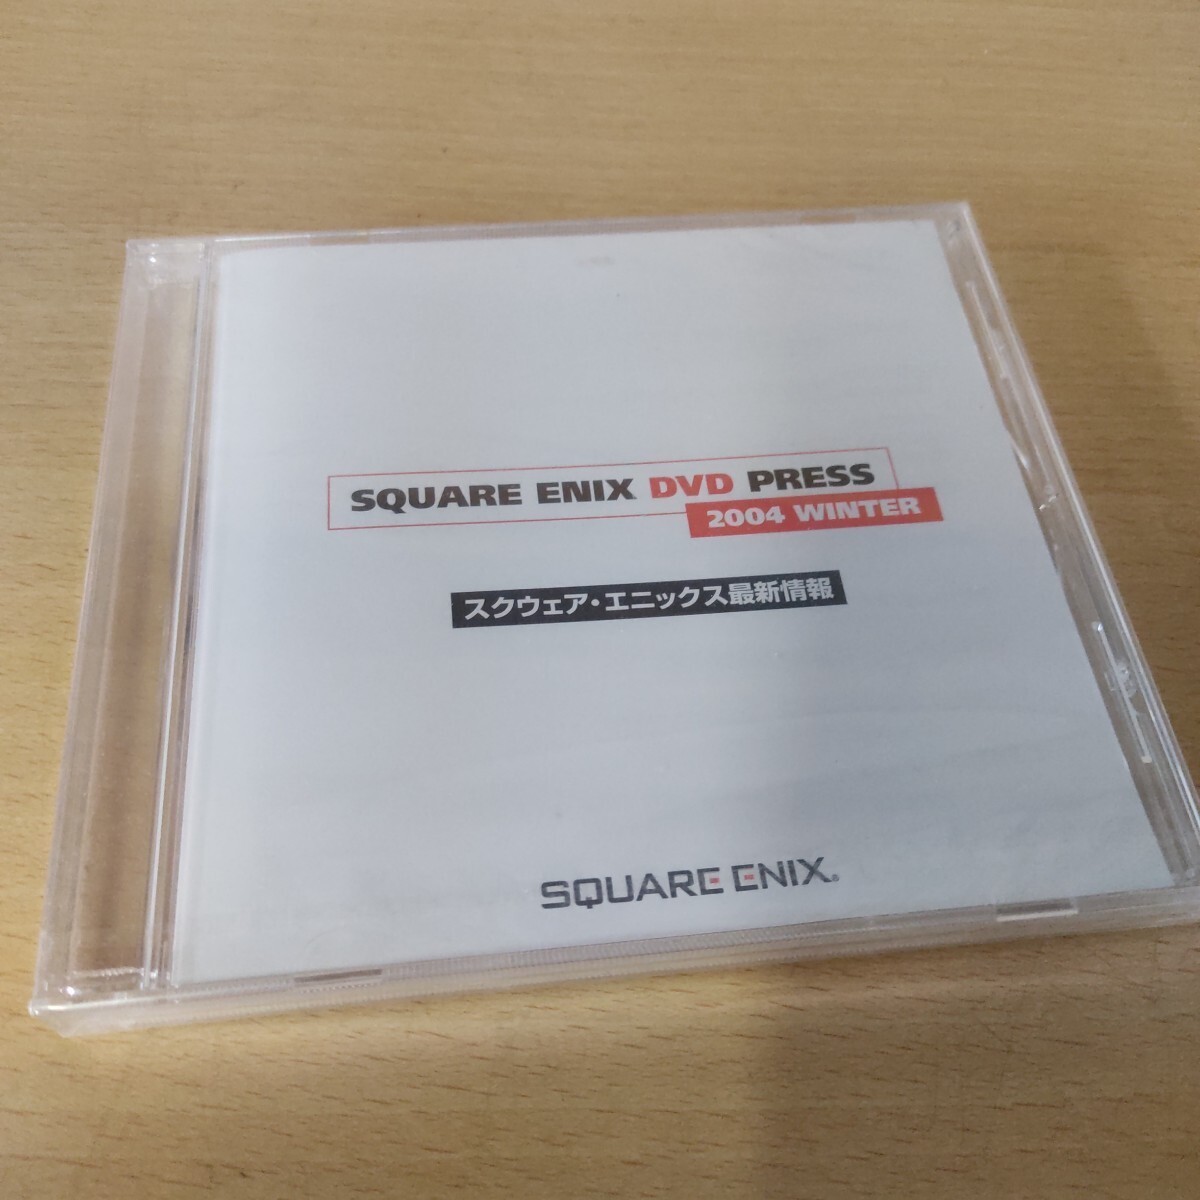 SQUARE ENIX DVD PRESS
2004 WINTER
スクウェア・エニックス最新情報
SQUARE ENIX®